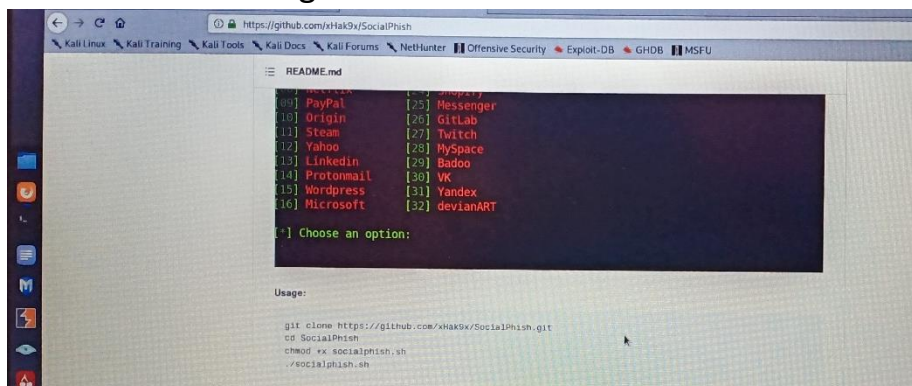 https://github.com/xHak9x/SocialPhish
Kali Linux Kali Training Kali Tools Kali Docs Kali Forums NetHunter Offensive Security Exploit-DB GHDB MSFU
README.md
[09] PayPal [25] Messenger
[10] Origin [26] GitLab
[11] Steam [27] Twitch
[12] Yahoo [28] MySpace
[13] Linkedin [29] Badoo
[14] Protonmail [30] VK
[15] Wordpress [31] Yandex
[16] Microsoft [32] devianART
[*] Choose an option:
Usage:
git clone https://github.com/xHak9x/SocialPhish.git
cd SocialPhish
chmod +x socialphish.sh
./socialphish.sh